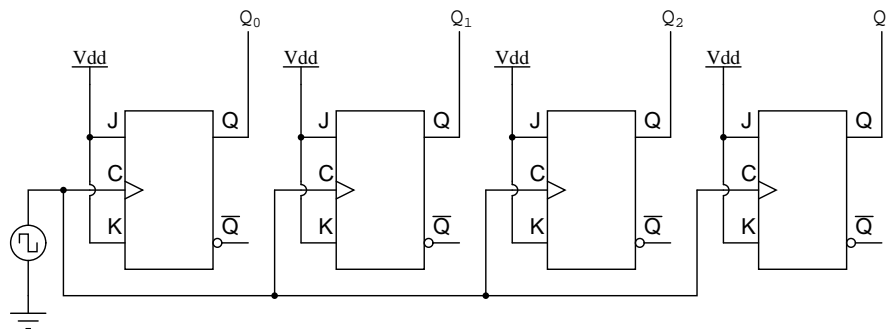 Q0 Q1 Q2 Q
Vdd Vdd Vdd Vdd
J Q J Q J Q J Q
C C C C
K Q̅ K Q̅ K Q̅ K Q̅